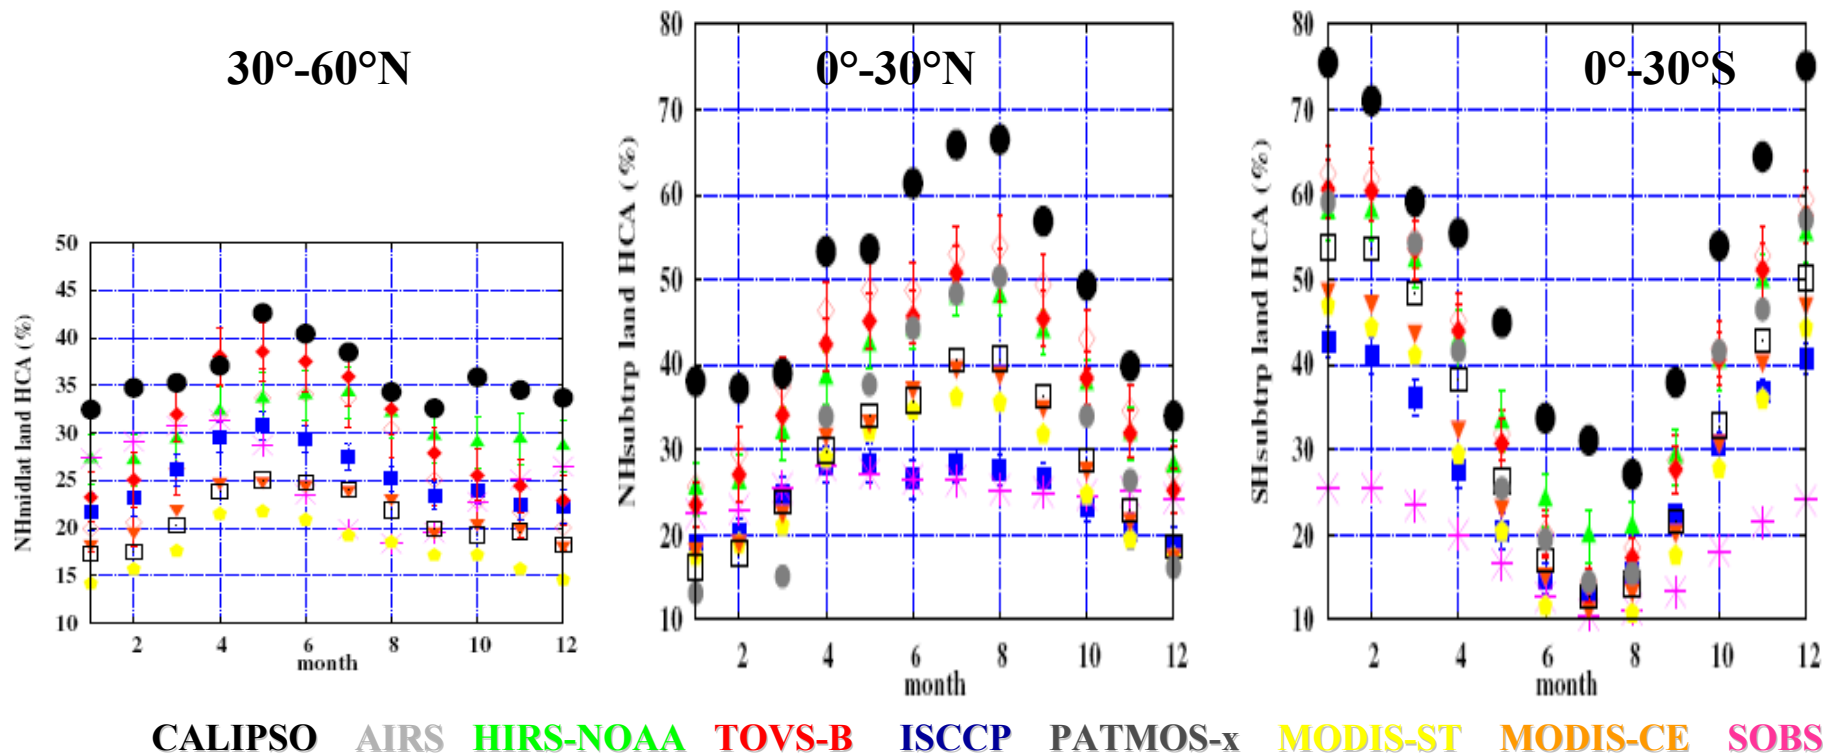 30°-60°N
NHmidlat land HCA (%)
50
45
40
35
30
25
20
15
10
2 4 6 8 10 12
month
0°-30°N
NHsubtrp land HCA (%)
80
70
60
50
40
30
20
10
2 4 6 8 10 12
month
0°-30°S
SHsubtrp land HCA (%)
80
70
60
50
40
30
20
10
2 4 6 8 10 12
month
CALIPSO AIRS HIRS-NOAA TOVS-B ISCCP PATMOS-x MODIS-ST MODIS-CE SOBS